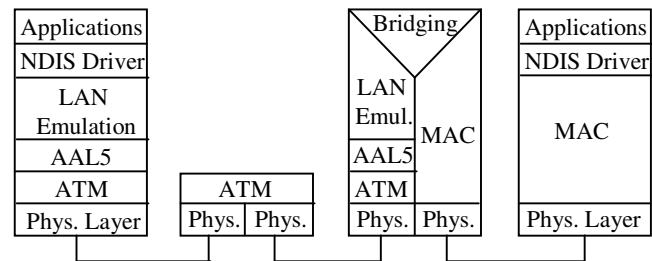 Applications
NDIS Driver
LAN
Emulation
AAL5
ATM
Phys. Layer
ATM
Phys. Phys.
Bridging
LAN
Emul.
AAL5
ATM
Phys.
MAC
Phys.
Applications
NDIS Driver
MAC
Phys. Layer